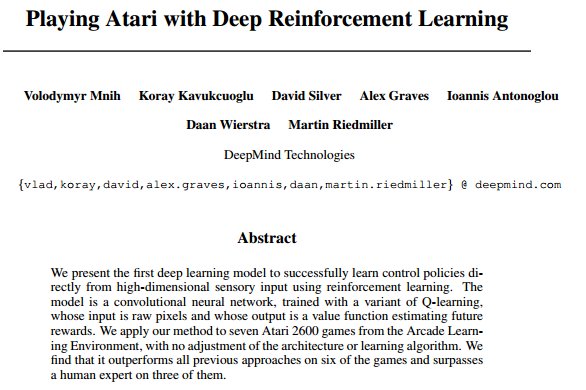 Playing Atari with Deep Reinforcement Learning
Volodymyr Mnih Koray Kavukcuoglu David Silver Alex Graves Ioannis Antonoglou
Daan Wierstra Martin Riedmiller
DeepMind Technologies
{vlad,koray,david,alex.graves,ioannis,daan,martin.riedmiller} @ deepmind.com
Abstract
We present the first deep learning model to successfully learn control policies di-
rectly from high-dimensional sensory input using reinforcement learning. The
model is a convolutional neural network, trained with a variant of Q-learning,
whose input is raw pixels and whose output is a value function estimating future
rewards. We apply our method to seven Atari 2600 games from the Arcade Learn-
ing Environment, with no adjustment of the architecture or learning algorithm. We
find that it outperforms all previous approaches on six of the games and surpasses
a human expert on three of them.